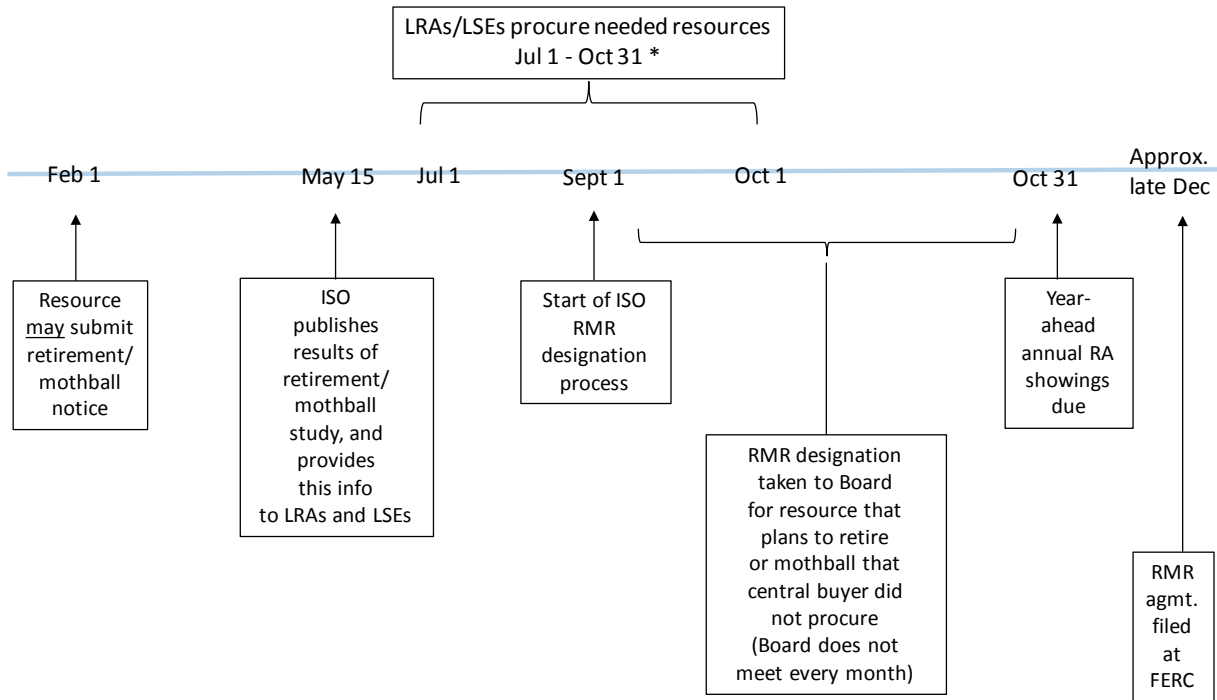 LRAs/LSEs procure needed resources
Jul 1 - Oct 31 *
Feb 1
May 15
Jul 1
Sept 1
Oct 1
Oct 31
Approx.
late Dec
Resource
may submit
retirement/
mothball
notice
ISO
publishes
results of
retirement/
mothball
study, and
provides
this info
to LRAs and LSEs
Start of ISO
RMR
designation
process
RMR designation
taken to Board
for resource that
plans to retire
or mothball that
central buyer did
not procure
(Board does not
meet every month)
Year-
ahead
annual RA
showings
due
RMR
agmt.
filed
at
FERC